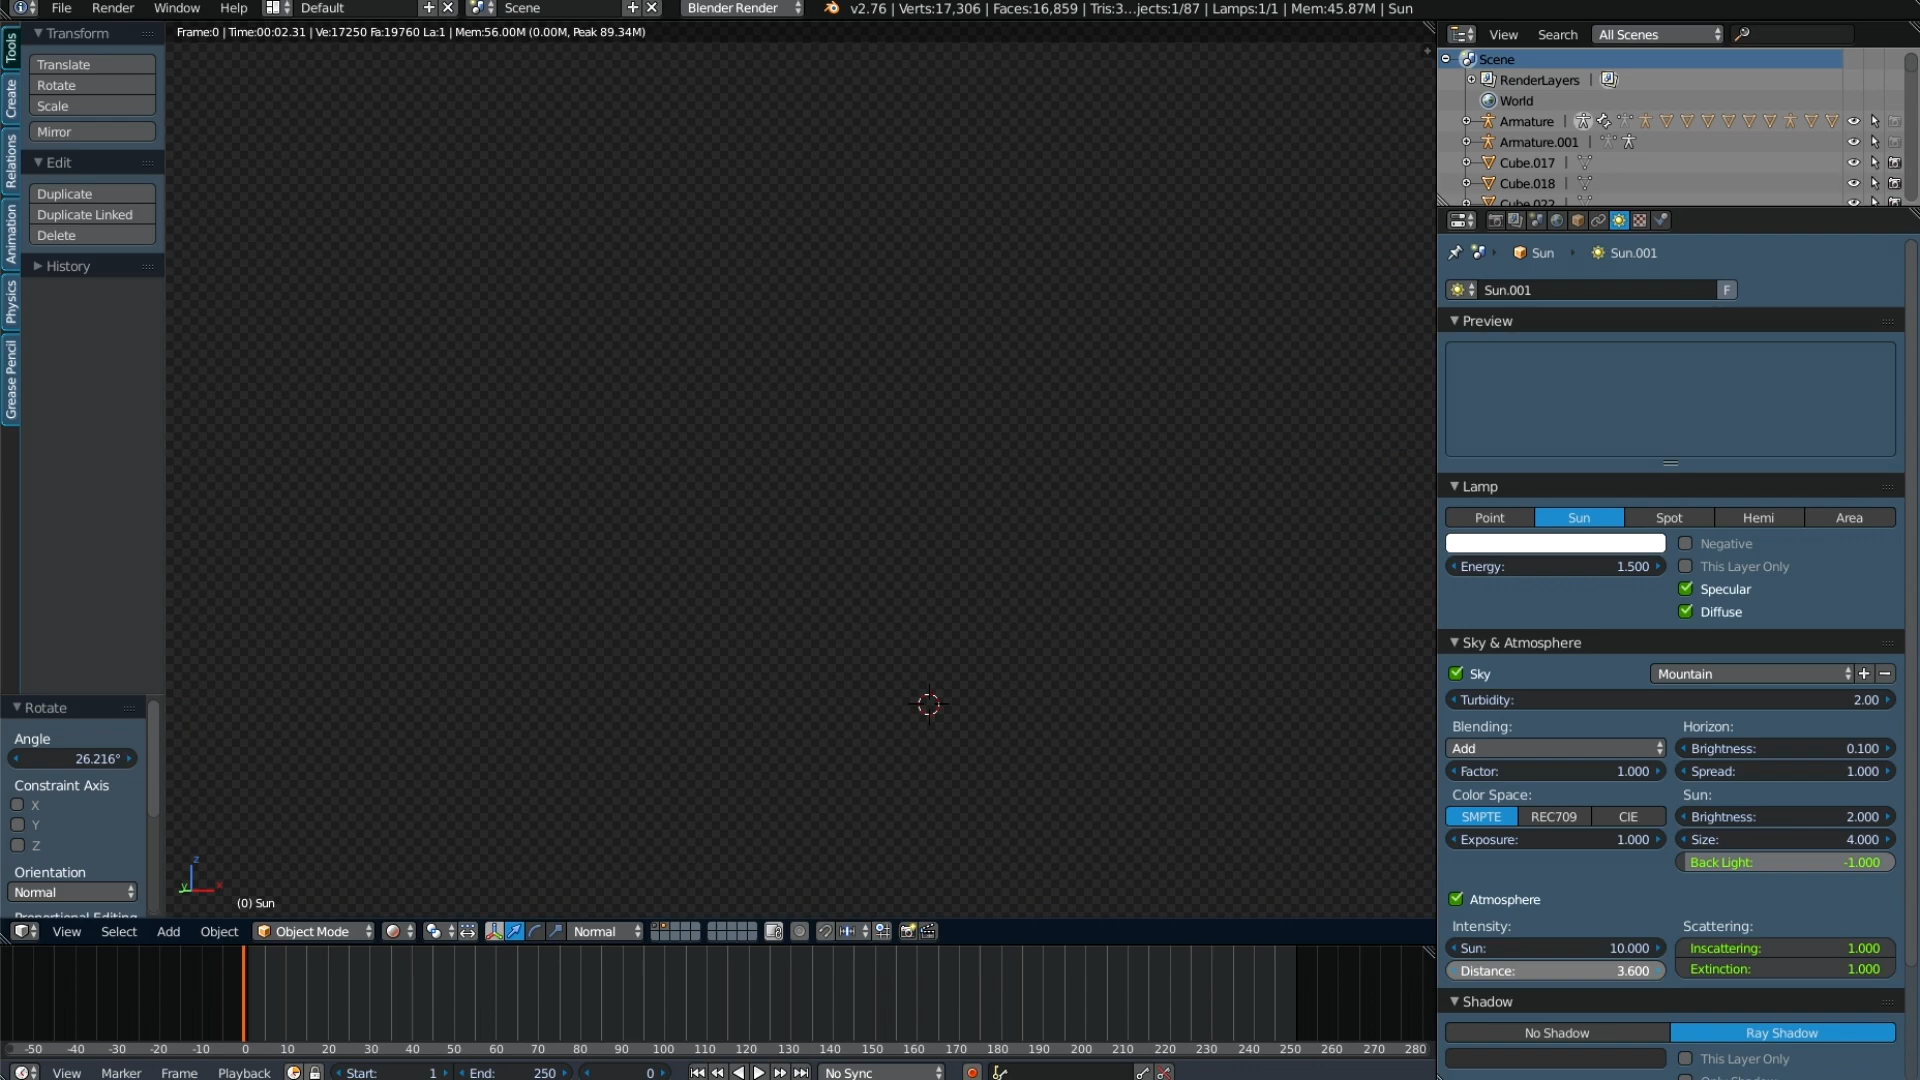 File Render Window Help Default Scene Blender Render v2.76 | Verts:17,306 | Faces:16,859 | Tris:3...jects:1/87 | Lamps:1/1 | Mem:45.87M | Sun
Frame:0 | Time:00:02.31 | Ve:17250 Fa:19760 La:1 | Mem:56.00M (0.00M, Peak 89.34M)
Tools
Create
Relations
Animation
Physics
Grease Pencil
Transform
Translate
Rotate
Scale
Mirror
Edit
Duplicate
Duplicate Linked
Delete
History
Rotate
Angle
26.216°
Constraint Axis
X
Y
Z
Orientation
Normal
Proportional Editing
z
y
x
(0) Sun
View Select Add Object Object Mode Normal
-50 -40 -30 -20 -10 0 10 20 30 40 50 60 70 80 90 100 110 120 130 140 150 160 170 180 190 200 210 220 230 240 250 260 270 280
View Marker Frame Playback Start: 1 End: 250 0 No Sync
View Search All Scenes
Scene
RenderLayers |
World
Armature |
Armature.001 |
Cube.017 |
Cube.018 |
Cube.022
Sun Sun.001
Sun.001 F
Preview
Lamp
Point Sun Spot Hemi Area
Negative
Energy: 1.500 This Layer Only
Specular
Diffuse
Sky & Atmosphere
Sky Mountain
Turbidity: 2.00
Blending: Horizon:
Add Brightness: 0.100
Factor: 1.000 Spread: 1.000
Color Space: Sun:
SMPTE REC709 CIE Brightness: 2.000
Exposure: 1.000 Size: 4.000
Back Light: -1.000
Atmosphere
Intensity: Scattering:
Sun: 10.000 Inscattering: 1.000
Distance: 3.600 Extinction: 1.000
Shadow
No Shadow Ray Shadow
This Layer Only